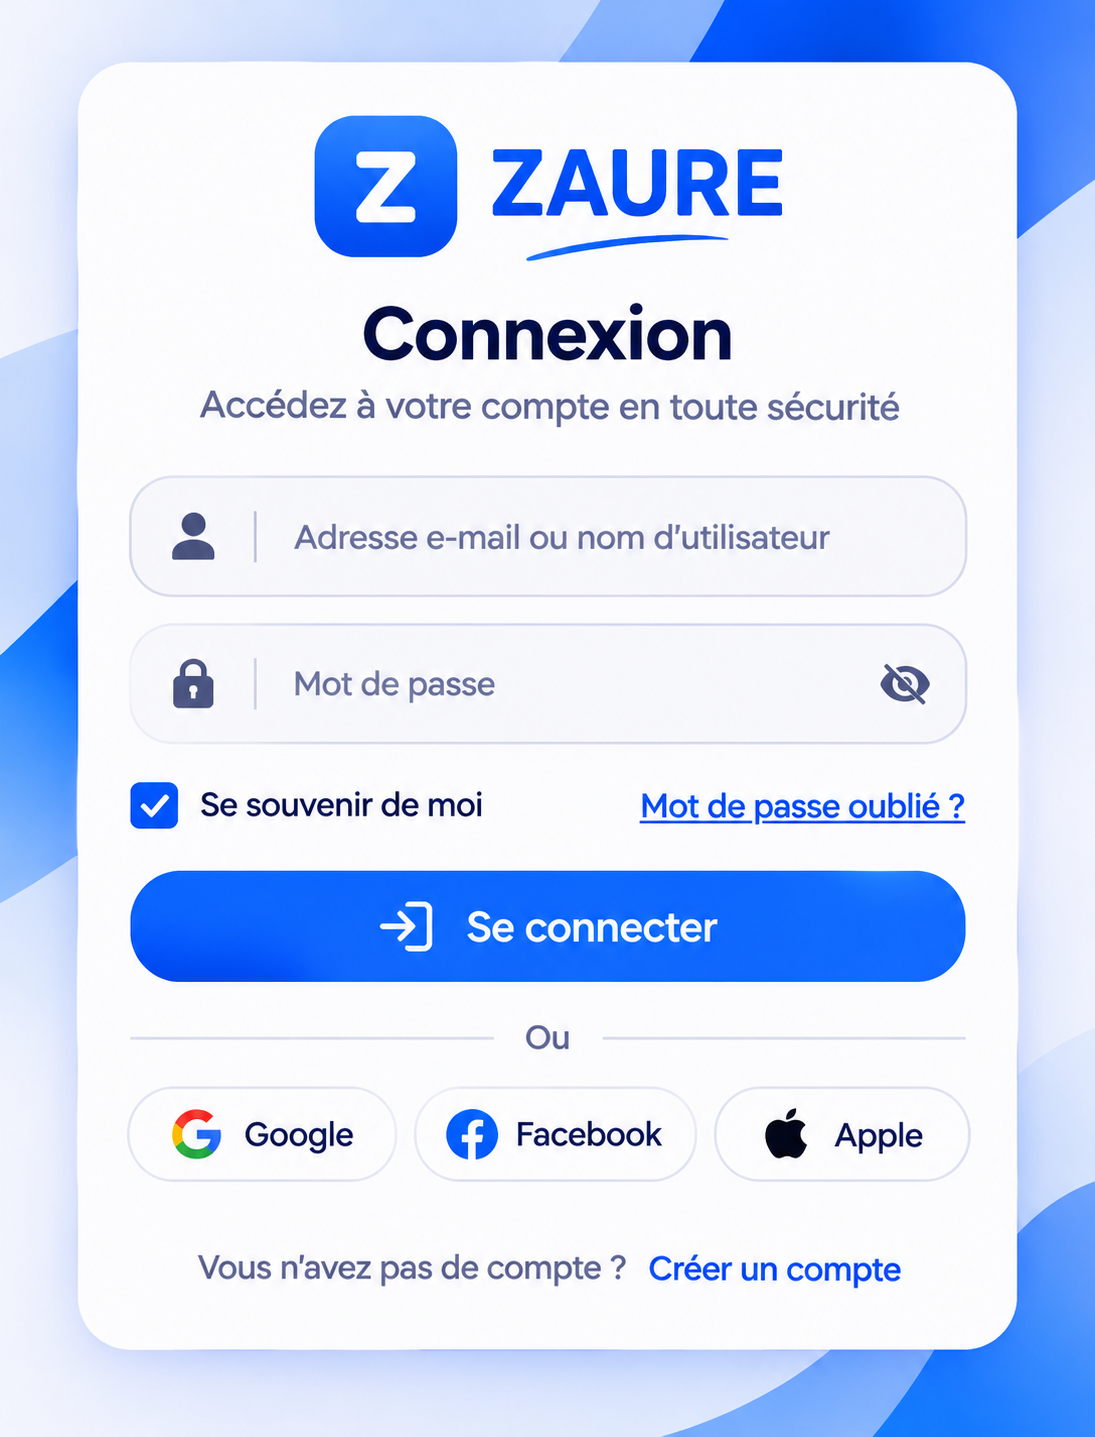 Z ZAURE
Connexion
Accédez à votre compte en toute sécurité
Adresse e-mail ou nom d'utilisateur
Mot de passe
Se souvenir de moi
Mot de passe oublié ?
Se connecter
Ou
Google
Facebook
Apple
Vous n'avez pas de compte ? Créer un compte